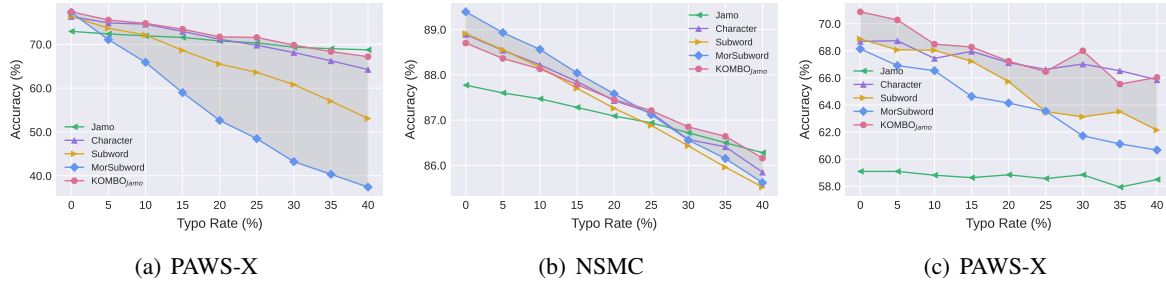 Accuracy (%)
70.0
60.0
50.0
40.0
Jamo
Character
Subword
MorSubword
KOMBO_Jamo
0 5 10 15 20 25 30 35 40
Typo Rate (%)
(a) PAWS-X
Accuracy (%)
89.0
88.0
87.0
86.0
Jamo
Character
Subword
MorSubword
KOMBO_Jamo
0 5 10 15 20 25 30 35 40
Typo Rate (%)
(b) NSMC
Accuracy (%)
70.0
68.0
66.0
64.0
62.0
60.0
58.0
Jamo
Character
Subword
MorSubword
KOMBO_Jamo
0 5 10 15 20 25 30 35 40
Typo Rate (%)
(c) PAWS-X